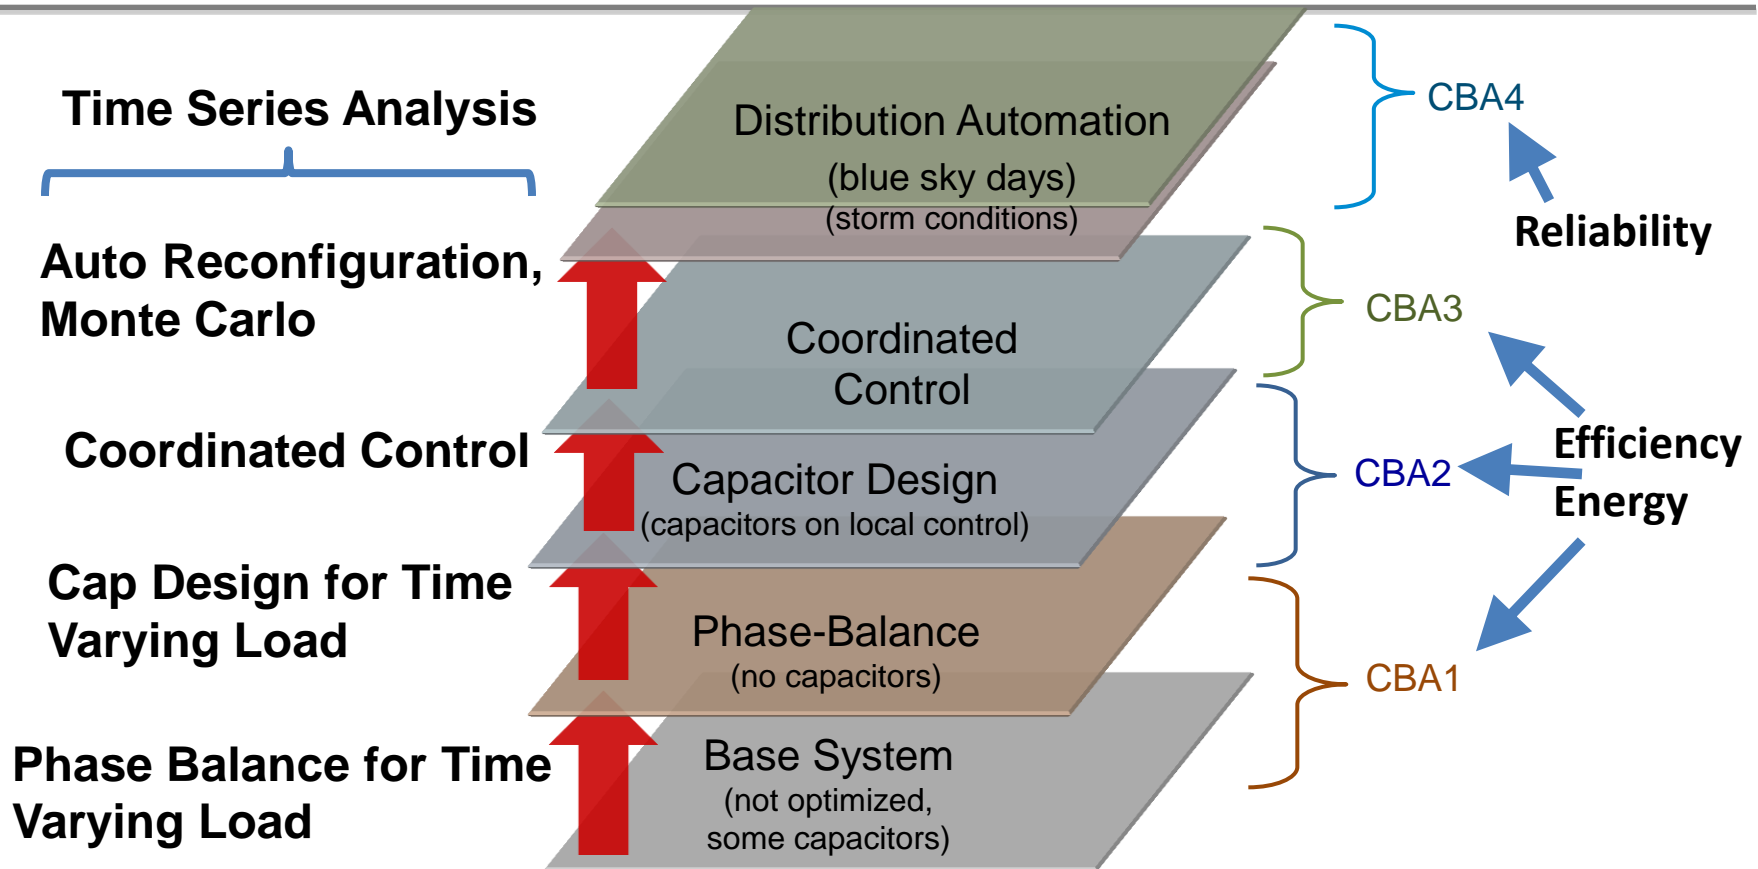 Time Series Analysis
Auto Reconfiguration,
Monte Carlo
Coordinated Control
Cap Design for Time
Varying Load
Phase Balance for Time
Varying Load
Distribution Automation
(blue sky days)
(storm conditions)
Coordinated
Control
Capacitor Design
(capacitors on local control)
Phase-Balance
(no capacitors)
Base System
(not optimized,
some capacitors)
CBA4
Reliability
CBA3
Efficiency
CBA2
Energy
CBA1